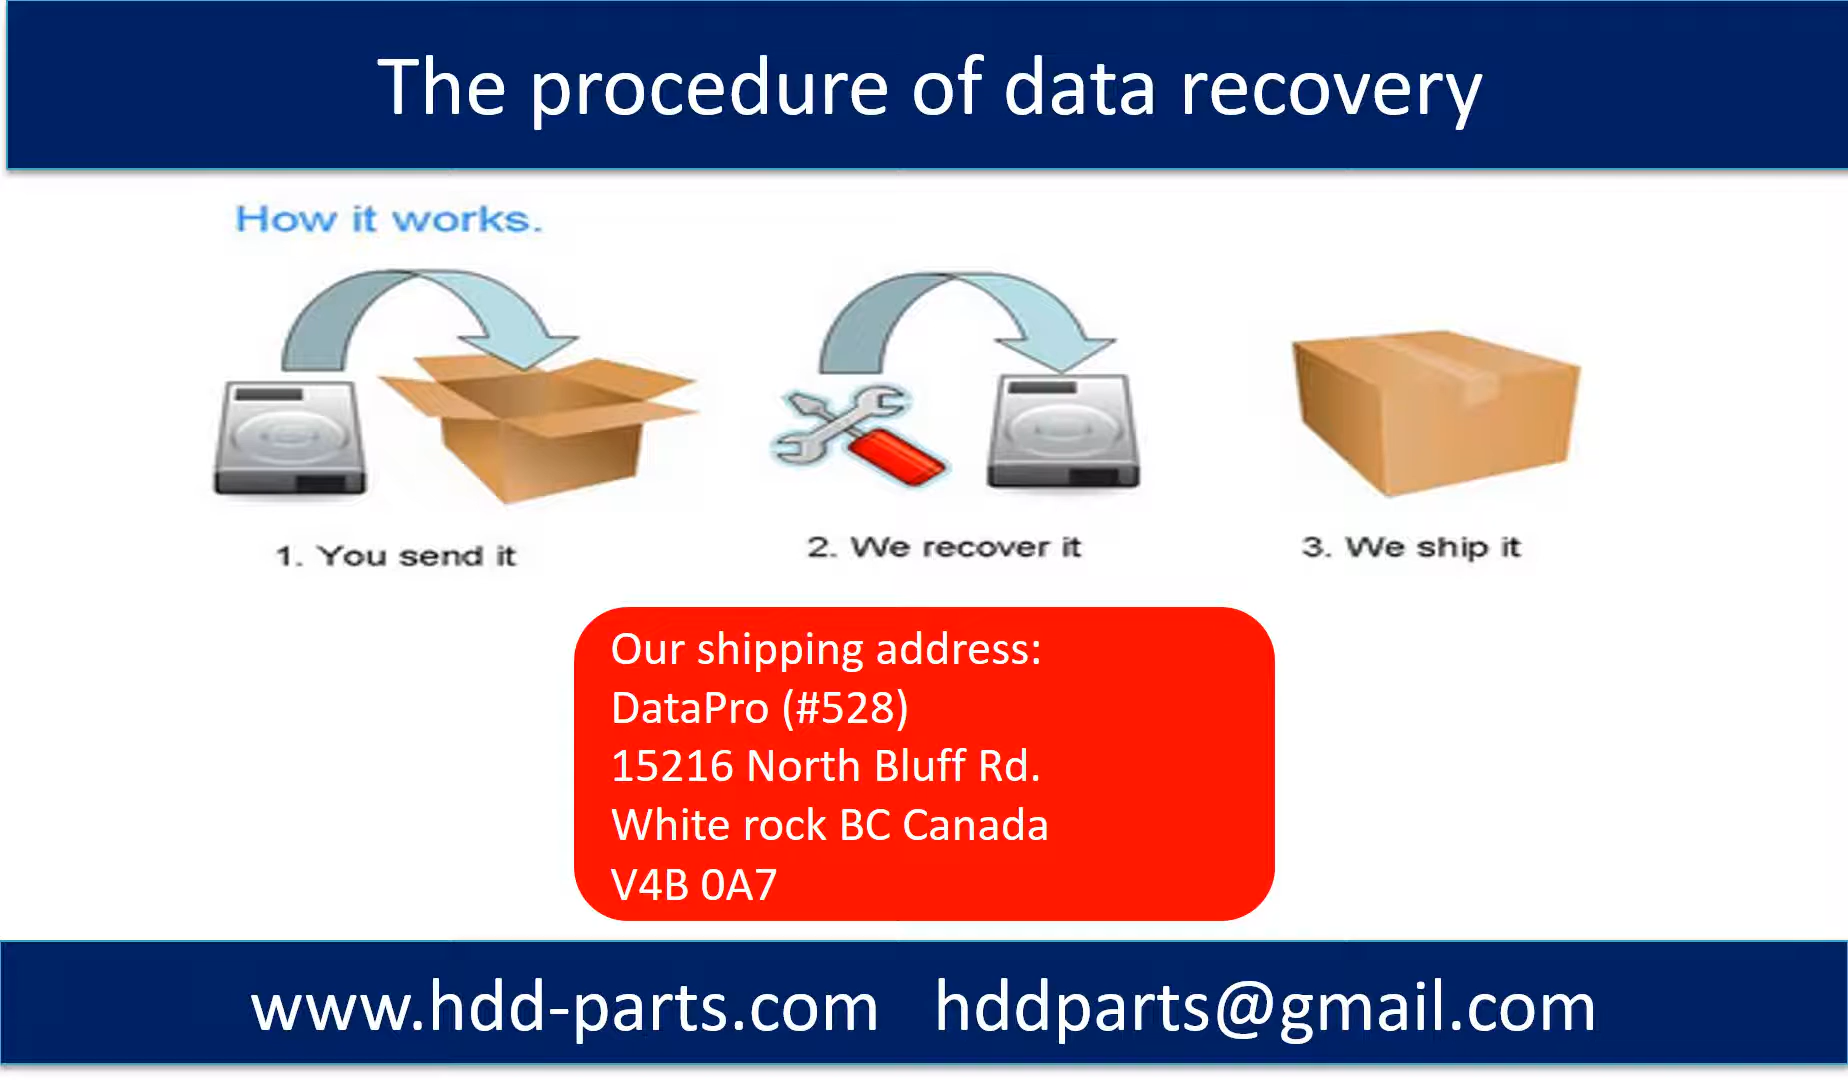 The procedure of data recovery
How it works.
1. You send it
2. We recover it
3. We ship it
Our shipping address:
DataPro (#528)
15216 North Bluff Rd.
White rock BC Canada
V4B 0A7
www.hdd-parts.com hddparts@gmail.com